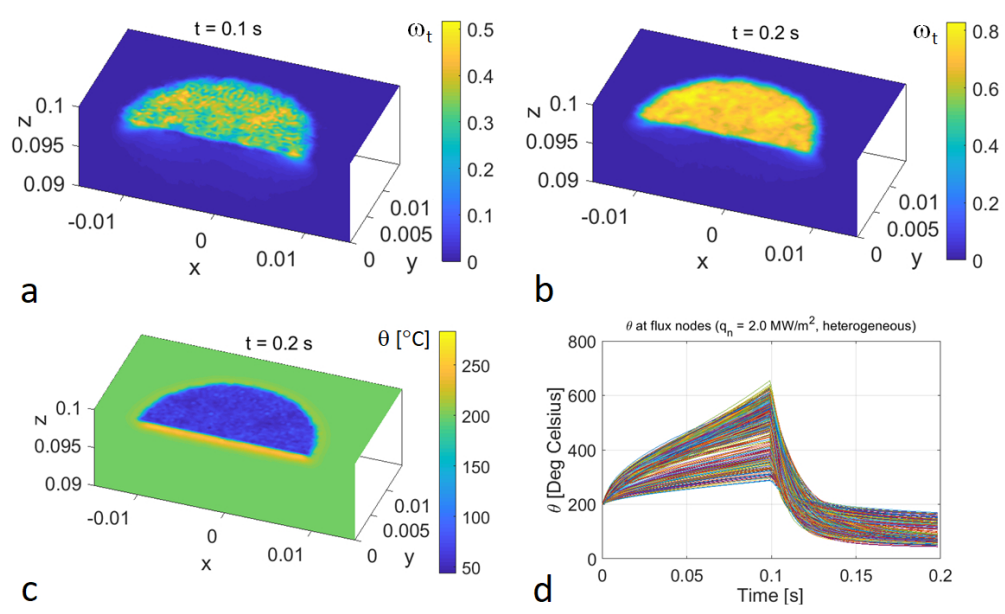 t = 0.1 s
ωt
0.5
0.4
0.3
0.2
0.1
0
z
0.1
0.095
0.09
-0.01
0
0.01
x
0.01
0.005
0
y
a
t = 0.2 s
ωt
0.8
0.6
0.4
0.2
0
z
0.1
0.095
0.09
-0.01
0
0.01
x
0.01
0.005
0
y
b
t = 0.2 s
θ [°C]
250
200
150
100
50
z
0.1
0.095
0.09
-0.01
0
0.01
x
0.01
0.005
0
y
c
θ at flux nodes (qn = 2.0 MW/m², heterogeneous)
800
600
400
200
0
θ [Deg Celsius]
0
0.05
0.1
0.15
0.2
Time [s]
d